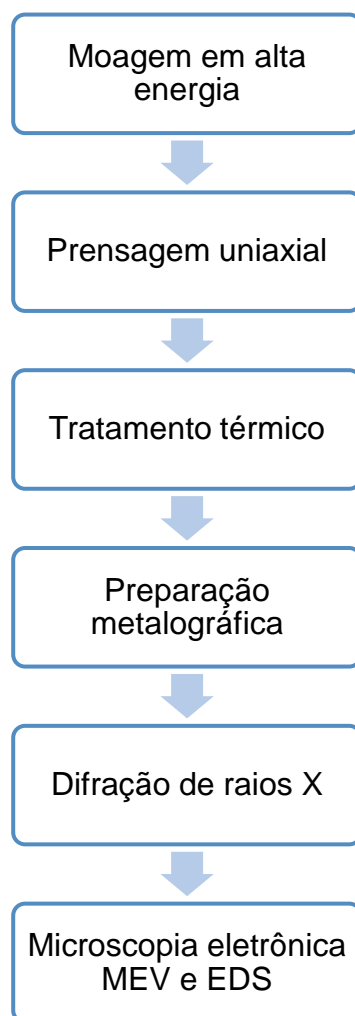 Moagem em alta
energia
Prensagem uniaxial
Tratamento térmico
Preparação
metalográfica
Difração de raios X
Microscopia eletrônica
MEV e EDS